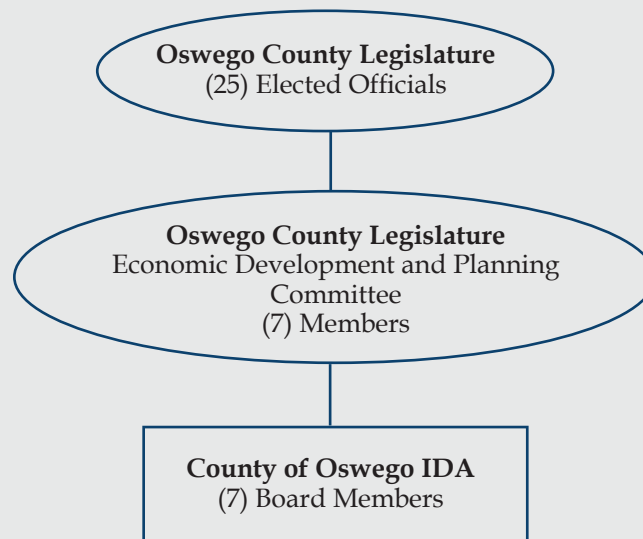 Oswego County Legislature
(25) Elected Officials
Oswego County Legislature
Economic Development and Planning
Committee
(7) Members
County of Oswego IDA
(7) Board Members